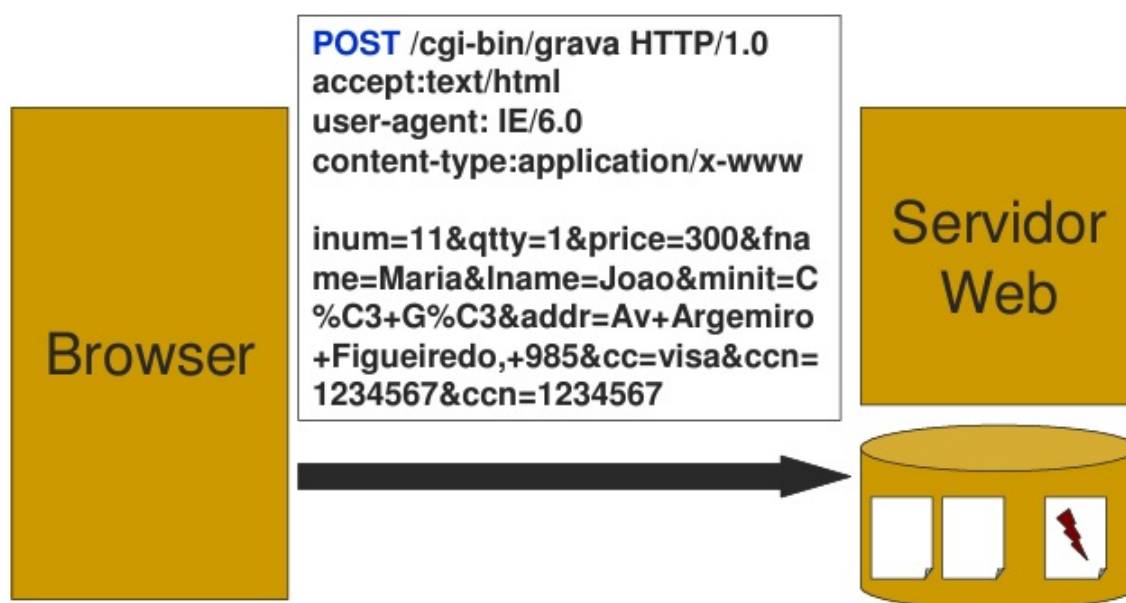 POST /cgi-bin/grava HTTP/1.0
accept:text/html
user-agent: IE/6.0
content-type:application/x-www
inum=11&qtty=1&price=300&fna
me=Maria&lname=Joao&minit=C
%C3+G%C3&addr=Av+Argemiro
+Figueiredo,+985&cc=visa&ccn=
1234567&ccn=1234567
Browser
Servidor
Web